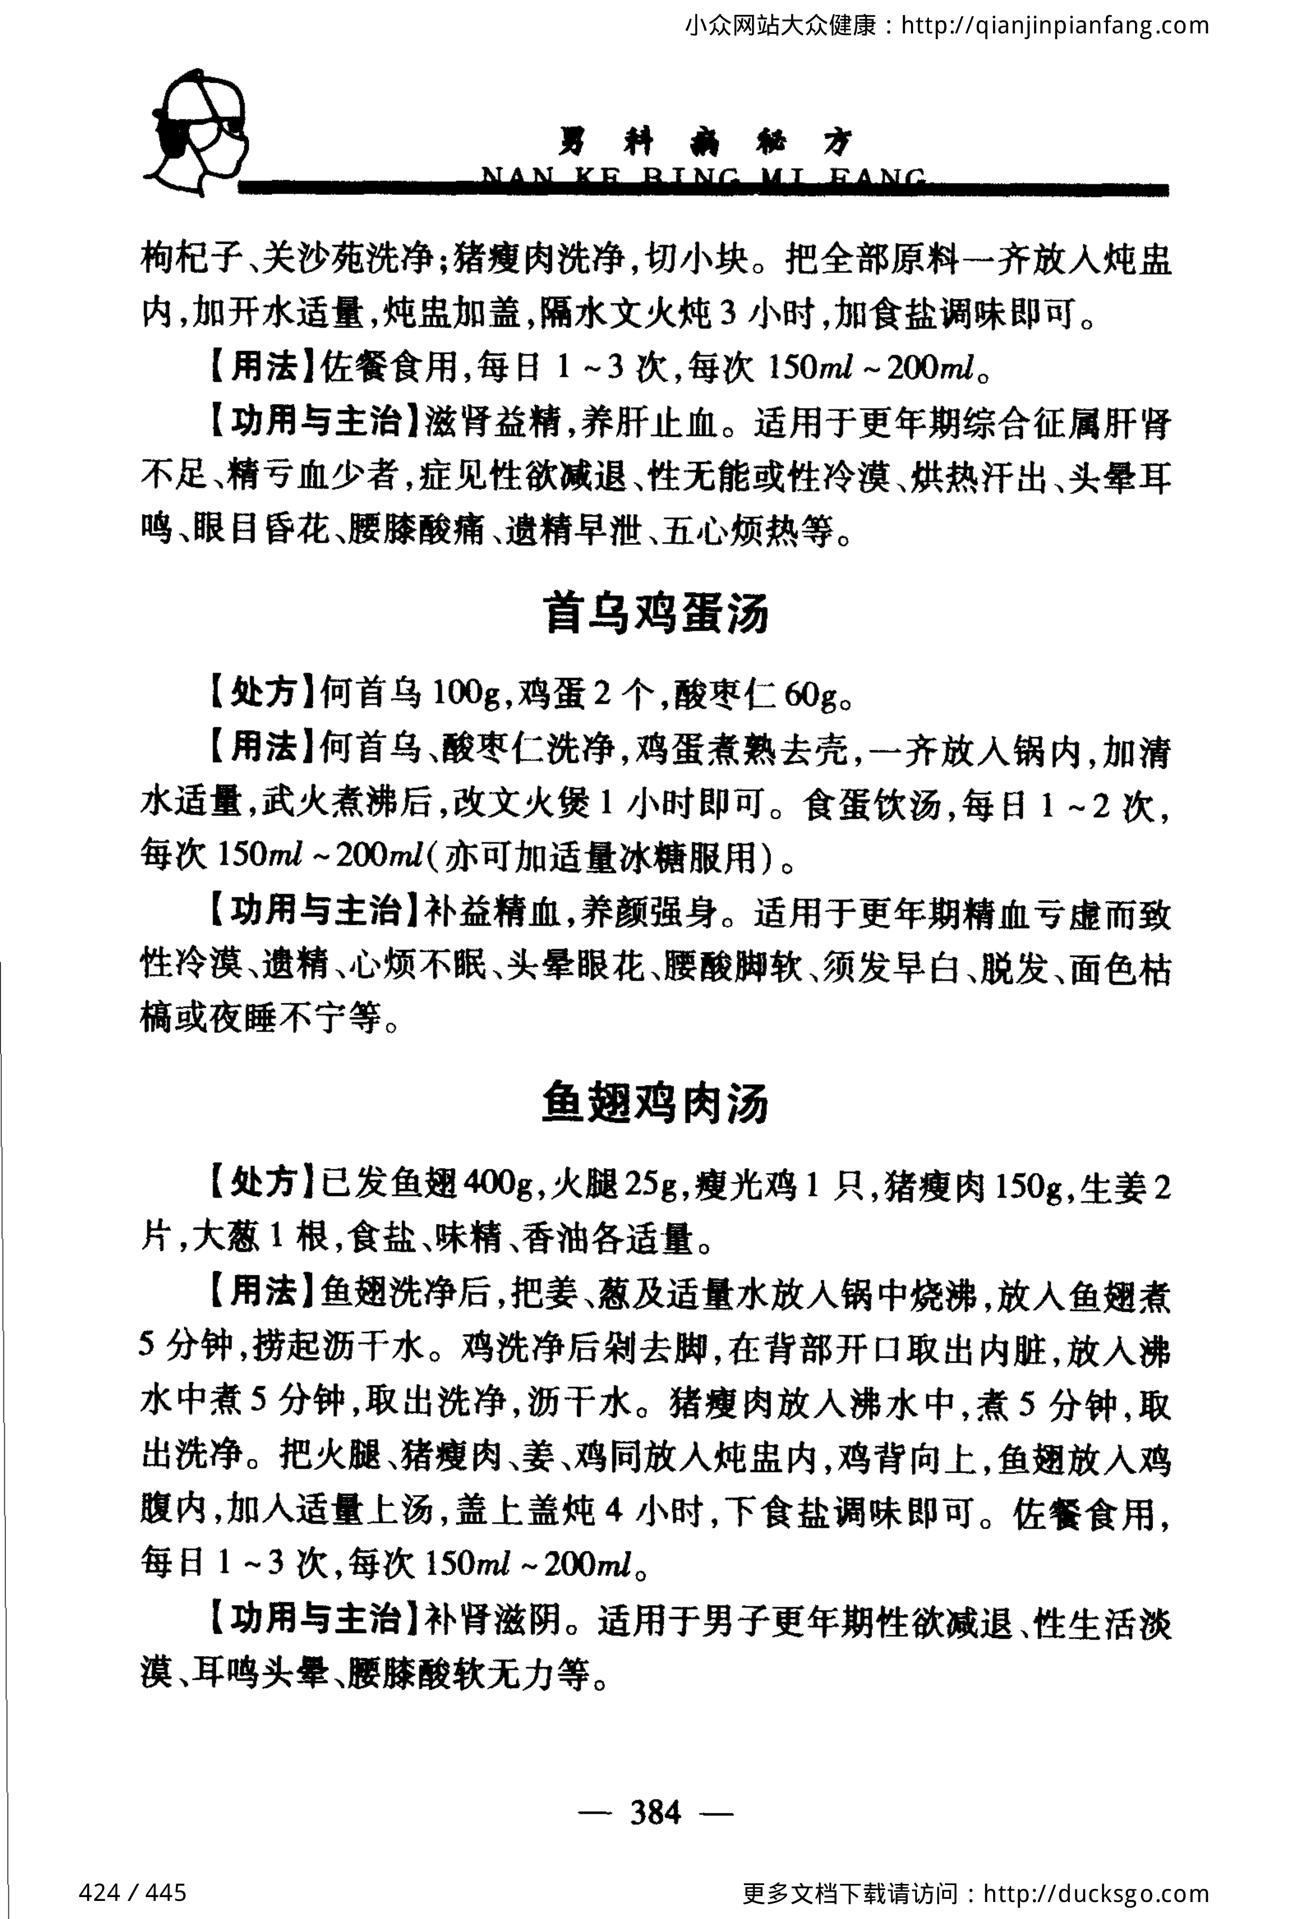 小众网站大众健康：http://qianjinpianfang.com
男科病秘方
NAN KE BING MI FANG
枸杞子、关沙苑洗净;猪瘦肉洗净,切小块。把全部原料一齐放入炖盅
内,加开水适量,炖盅加盖,隔水文火炖3小时,加食盐调味即可。
【用法】佐餐食用,每日1~3次,每次150ml~200ml。
【功用与主治】滋肾益精,养肝止血。适用于更年期综合征属肝肾
不足、精亏血少者,症见性欲减退、性无能或性冷漠、烘热汗出、头晕耳
鸣、眼目昏花、腰膝酸痛、遗精早泄、五心烦热等。
首乌鸡蛋汤
【处方】何首乌100g,鸡蛋2个,酸枣仁60g。
【用法】何首乌、酸枣仁洗净,鸡蛋煮熟去壳,一齐放入锅内,加清
水适量,武火煮沸后,改文火煲1小时即可。食蛋饮汤,每日1~2次,
每次150ml~200ml(亦可加适量冰糖服用)。
【功用与主治】补益精血,养颜强身。适用于更年期精血亏虚而致
性冷漠、遗精、心烦不眠、头晕眼花、腰酸脚软、须发早白、脱发、面色枯
槁或夜睡不宁等。
鱼翅鸡肉汤
【处方】已发鱼翅400g,火腿25g,瘦光鸡1只,猪瘦肉150g,生姜2
片,大葱1根,食盐、味精、香油各适量。
【用法】鱼翅洗净后,把姜、葱及适量水放入锅中烧沸,放入鱼翅煮
5分钟,捞起沥干水。鸡洗净后剁去脚,在背部开口取出内脏,放入沸
水中煮5分钟,取出洗净,沥干水。猪瘦肉放入沸水中,煮5分钟,取
出洗净。把火腿、猪瘦肉、姜、鸡同放入炖盅内,鸡背向上,鱼翅放入鸡
腹内,加入适量上汤,盖上盖炖4小时,下食盐调味即可。佐餐食用,
每日1~3次,每次150ml~200ml。
【功用与主治】补肾滋阴。适用于男子更年期性欲减退、性生活淡
漠、耳鸣头晕、腰膝酸软无力等。
— 384 —
424 / 445
更多文档下载请访问：http://ducksgo.com